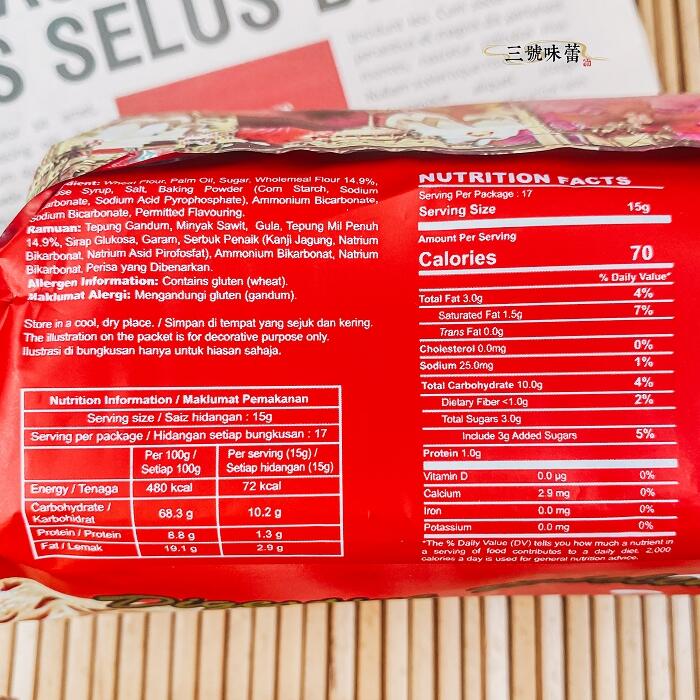 S SELUS
三號味蕾
Flour, Palm Oil, Sugar, Wholemeal Flour 14.9%,
Syrup, Salt, Baking Powder (Corn Starch, Sodium
Sodium Acid Pyrophosphate), Ammonium Bicarbonate,
Sodium Bicarbonate, Permitted Flavouring.
Ramuan: Tepung Gandum, Minyak Sawit, Gula, Tepung Mil Penuh
14.9%, Sirap Glukosa, Garam, Serbuk Penaik (Kanji Jagung, Natrium
Bikarbonat, Natrium Asid Pirofosfat), Ammonium Bikarbonat, Natrium
Bikarbonat, Perisa yang Dibenarkan.
Allergen Information: Contains gluten (wheat).
Maklumat Alergi: Mengandungi gluten (gandum).
Store in a cool, dry place. / Simpan di tempat yang sejuk dan kering.
The illustration on the packet is for decorative purpose only.
Ilustrasi di bungkusan hanya untuk hiasan sahaja.
Nutrition Information / Maklumat Pemakanan
Serving size / Saiz hidangan : 15g
Serving per package / Hidangan setiap bungkusan : 17
Per 100g / Setiap 100g
Per serving (15g) / Setiap hidangan (15g)
Energy / Tenaga 480 kcal 72 kcal
Carbohydrate / Karbohidrat 68.3 g 10.2 g
Protein / Protein 8.8 g 1.3 g
Fat / Lemak 19.1 g 2.9 g
NUTRITION FACTS
Serving Per Package : 17
Serving Size 15g
Amount Per Serving
Calories 70
% Daily Value*
Total Fat 3.0g 4%
Saturated Fat 1.5g 7%
Trans Fat 0.0g
Cholesterol 0.0mg 0%
Sodium 25.0mg 1%
Total Carbohydrate 10.0g 4%
Dietary Fiber <1.0g 2%
Total Sugars 3.0g
Include 3g Added Sugars 5%
Protein 1.0g
Vitamin D 0.0 µg 0%
Calcium 2.9 mg 0%
Iron 0.0 mg 0%
Potassium 0.0 mg 0%
*The % Daily Value (DV) tells you how much a nutrient in
a serving of food contributes to a daily diet. 2,000
calories a day is used for general nutrition advice.